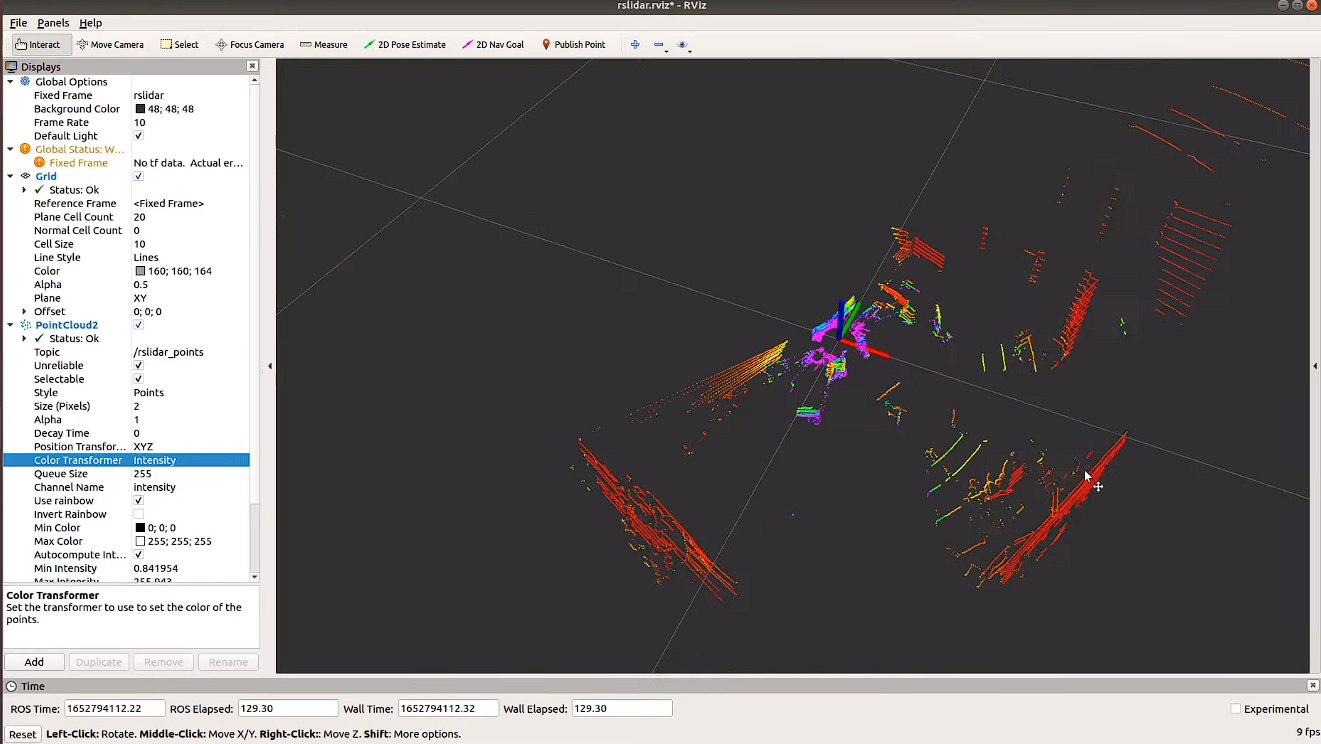 rslidar.rviz* - RViz
File Panels Help
Interact Move Camera Select Focus Camera Measure 2D Pose Estimate 2D Nav Goal Publish Point
Displays
Global Options
Fixed Frame rslidar
Background Color 48; 48; 48
Frame Rate 10
Default Light
Global Status: W...
Fixed Frame No tf data. Actual er...
Grid
Status: Ok
Reference Frame <Fixed Frame>
Plane Cell Count 20
Normal Cell Count 0
Cell Size 10
Line Style Lines
Color 160; 160; 164
Alpha 0.5
Plane XY
Offset 0; 0; 0
PointCloud2
Status: Ok
Topic /rslidar_points
Unreliable
Selectable
Style Points
Size (Pixels) 2
Alpha 1
Decay Time 0
Position Transfor... XYZ
Color Transformer Intensity
Queue Size 255
Channel Name intensity
Use rainbow
Invert Rainbow
Min Color 0; 0; 0
Max Color 255; 255; 255
Autocompute Int...
Min Intensity 0.841954
Max Intensity 255.943
Color Transformer
Set the transformer to use to set the color of the
points.
Add Duplicate Remove Rename
Time
ROS Time: 1652794112.22 ROS Elapsed: 129.30 Wall Time: 1652794112.32 Wall Elapsed: 129.30 Experimental
Reset Left-Click: Rotate. Middle-Click: Move X/Y. Right-Click:: Move Z. Shift: More options. 9 fps